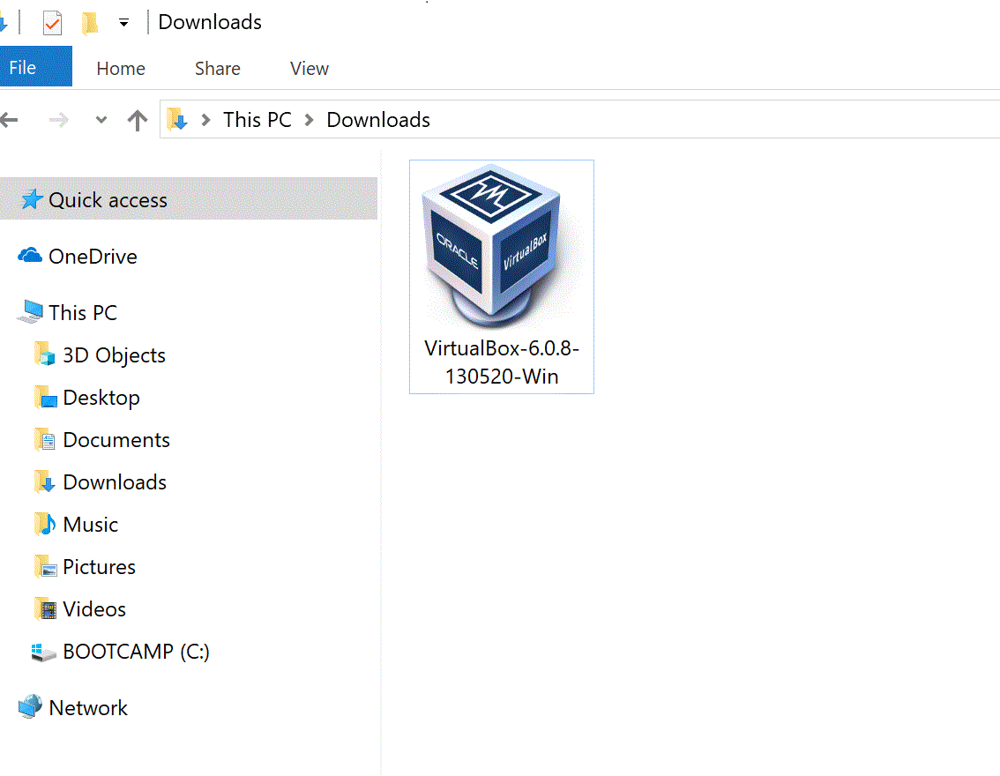 Downloads
File Home Share View
This PC Downloads
Quick access
OneDrive
This PC
3D Objects
Desktop
Documents
Downloads
Music
Pictures
Videos
BOOTCAMP (C:)
Network
ORACLE
VirtualBox
VirtualBox-6.0.8-
130520-Win